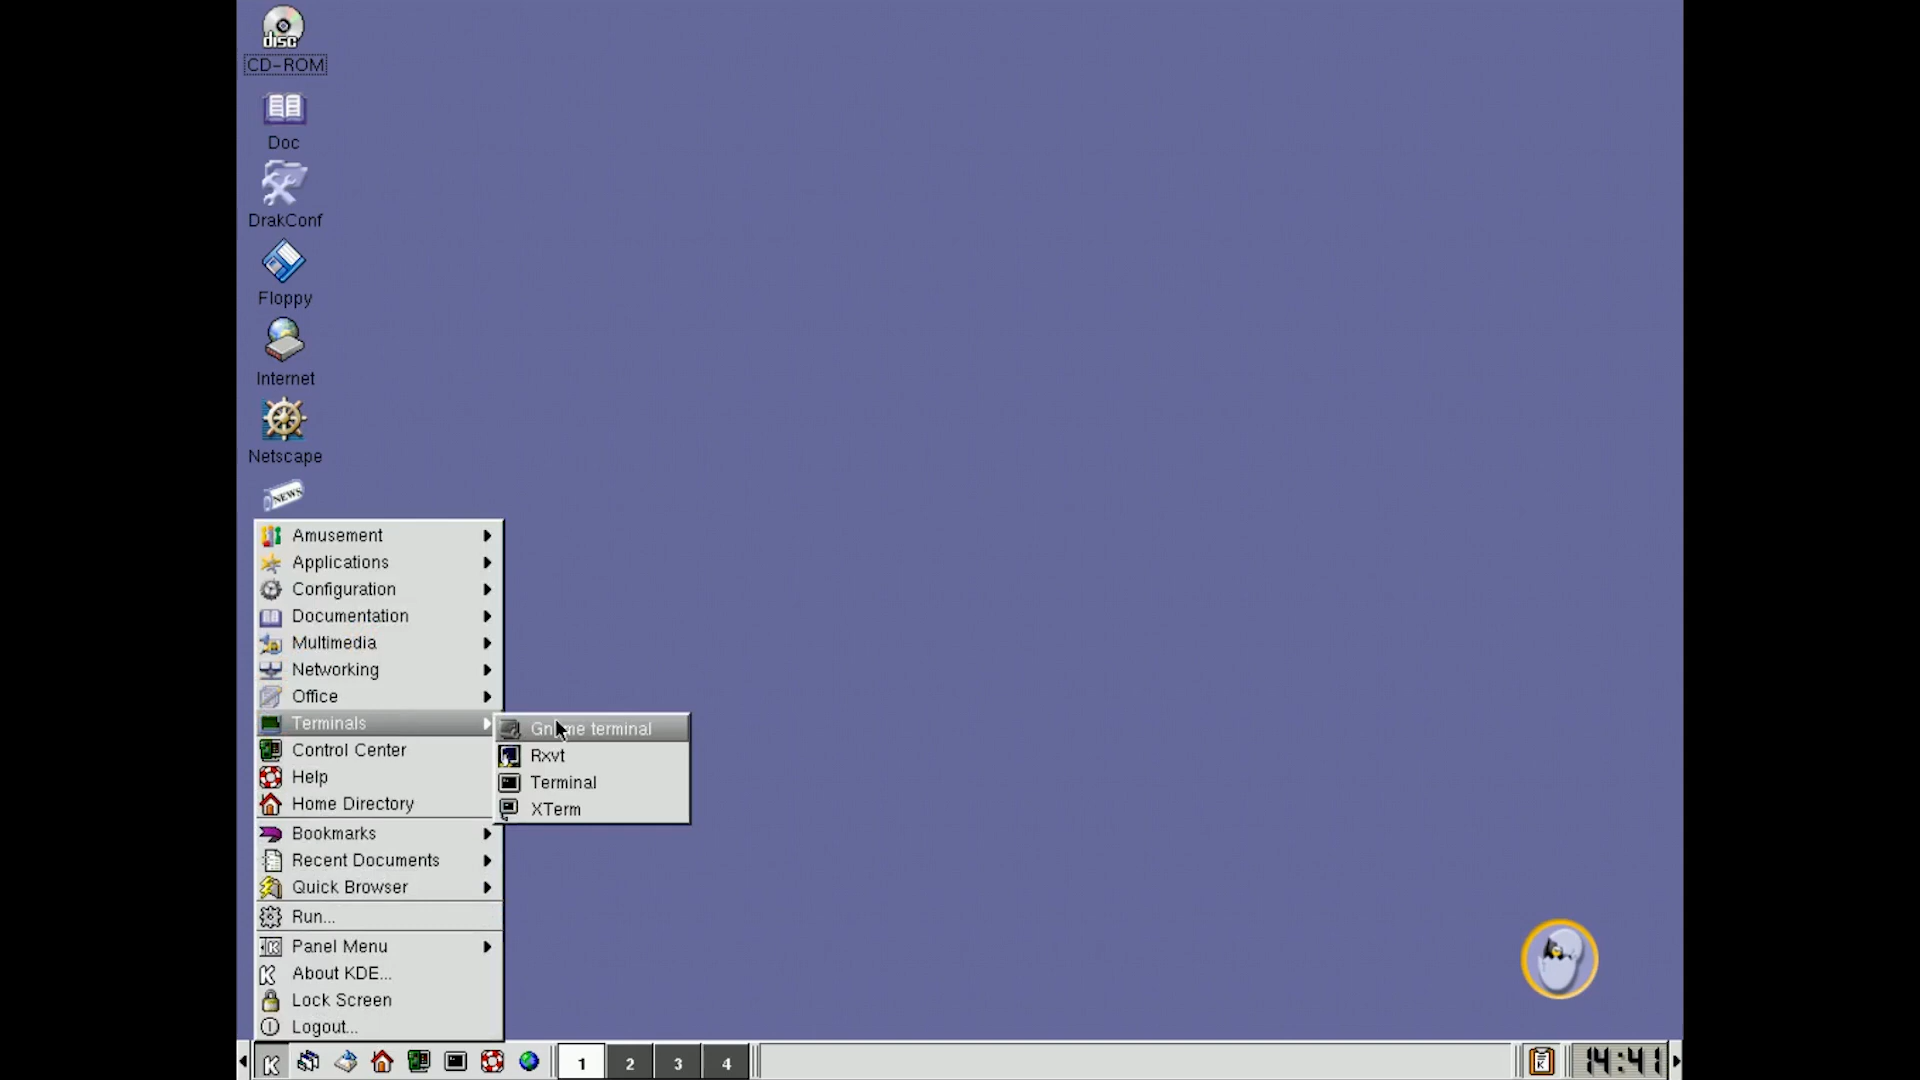 disc
CD-ROM
Doc
DrakConf
Floppy
Internet
Netscape
NEWS
Amusement
Applications
Configuration
Documentation
Multimedia
Networking
Office
Terminals
Control Center
Help
Home Directory
Bookmarks
Recent Documents
Quick Browser
Run...
Panel Menu
About KDE...
Lock Screen
Logout...
Gnome terminal
Rxvt
Terminal
XTerm
K
1
2
3
4
14:41